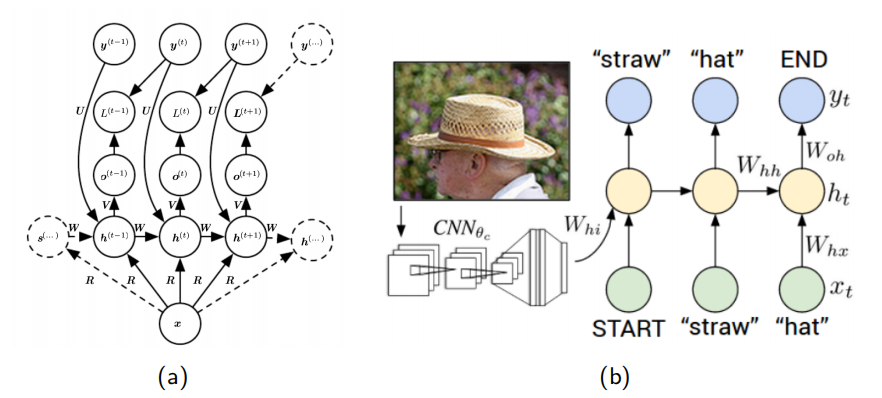 y^(t−1) y^(t) y^(t+1) y^(...)
U U U
L^(t−1) L^(t) L^(t+1)
o^(t−1) o^(t) o^(t+1)
V V V
s^(...) W h^(t−1) W h^(t) W h^(t+1) W h^(...)
R R R R
x
(a)
"straw" "hat" END
y_t
W_hh W_oh
h_t
CNN_θc W_hi
W_hx
x_t
START "straw" "hat"
(b)